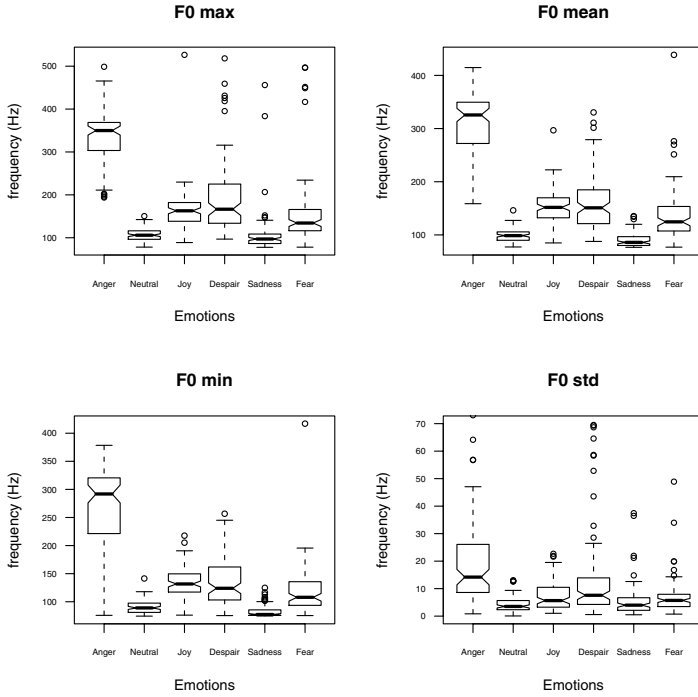 F0 max
frequency (Hz)
500
400
300
200
100
Anger Neutral Joy Despair Sadness Fear
Emotions
F0 mean
frequency (Hz)
400
300
200
100
Anger Neutral Joy Despair Sadness Fear
Emotions
F0 min
frequency (Hz)
400
350
300
250
200
150
100
Anger Neutral Joy Despair Sadness Fear
Emotions
F0 std
frequency (Hz)
70
60
50
40
30
20
10
0
Anger Neutral Joy Despair Sadness Fear
Emotions